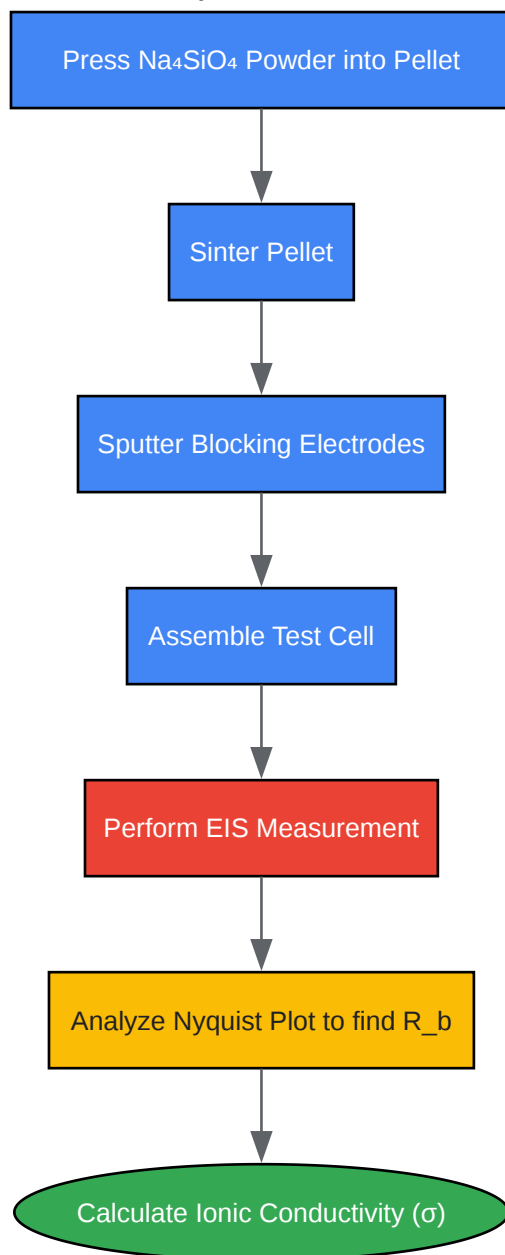 Press Na₄SiO₄ Powder into Pellet
Sinter Pellet
Sputter Blocking Electrodes
Assemble Test Cell
Perform EIS Measurement
Analyze Nyquist Plot to find R_b
Calculate Ionic Conductivity (σ)